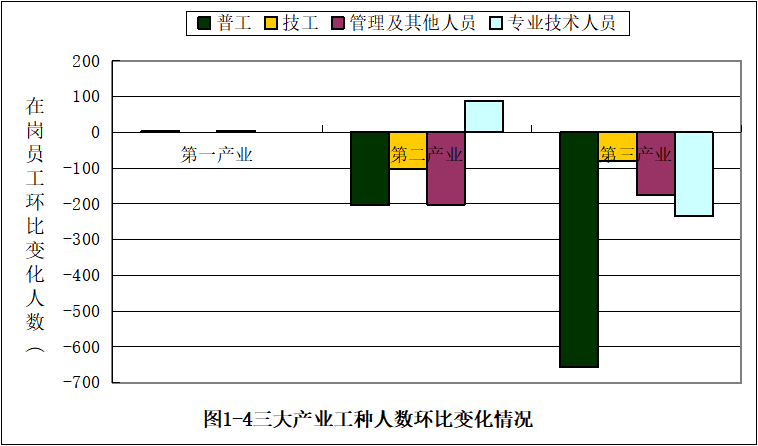 普工 技工 管理及其他人员 专业技术人员
200
100
0
-100
-200
-300
-400
-500
-600
-700
在岗员工环比变化人数（
第一产业 第二产业 第三产业
图1-4三大产业工种人数环比变化情况